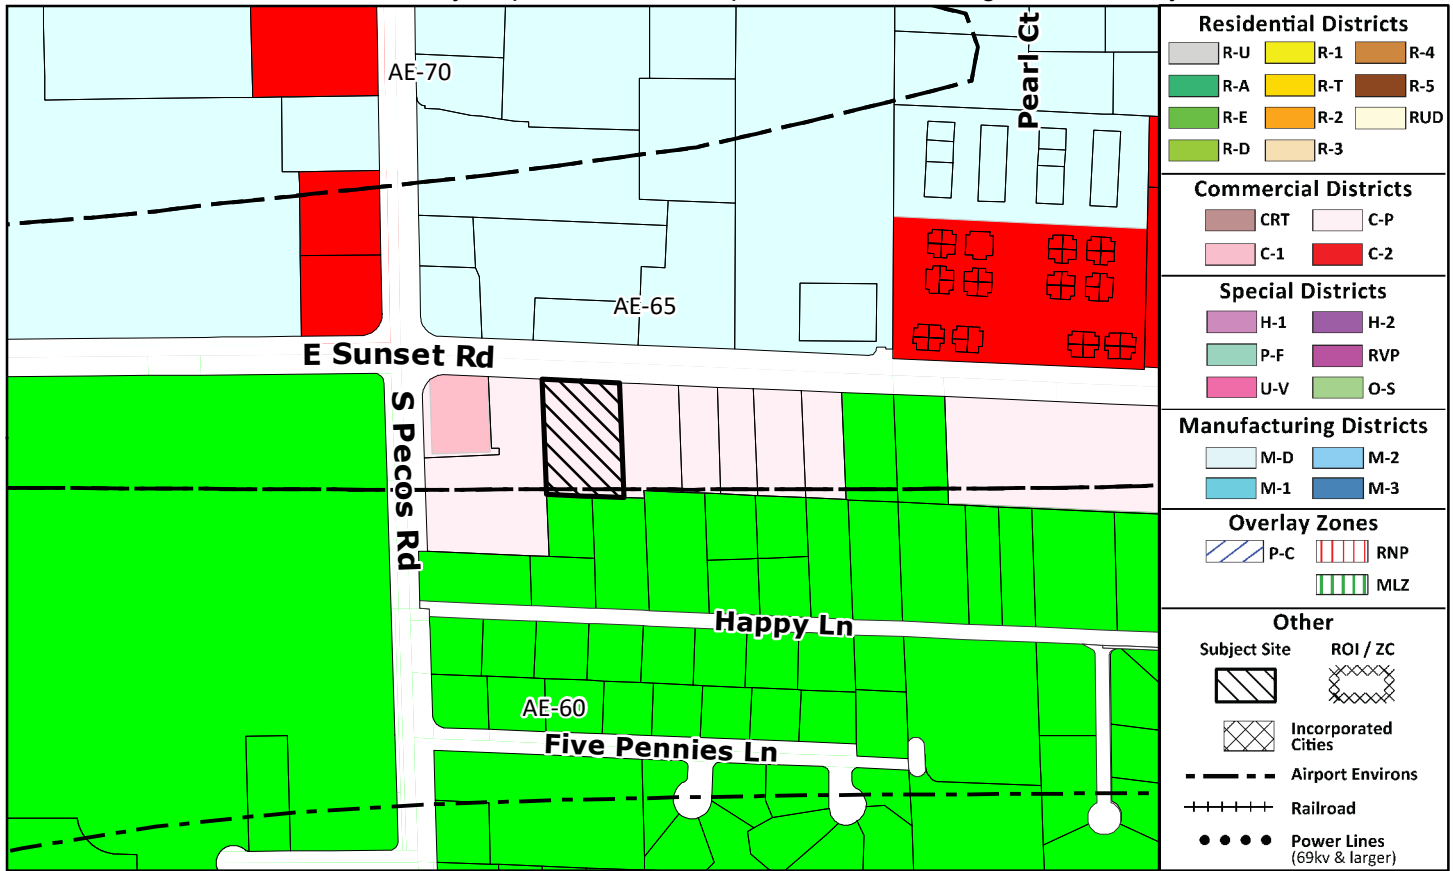 Pearl Ct
AE-70
AE-65
E Sunset Rd
S Pecos Rd
Happy Ln
AE-60
Five Pennies Ln
Residential Districts
R-U
R-1
R-4
R-A
R-T
R-5
R-E
R-2
RUD
R-D
R-3
Commercial Districts
CRT
C-P
C-1
C-2
Special Districts
H-1
H-2
P-F
RVP
U-V
O-S
Manufacturing Districts
M-D
M-2
M-1
M-3
Overlay Zones
P-C
RNP
MLZ
Other
Subject Site
ROI / ZC
Incorporated
Cities
Airport Environs
Railroad
Power Lines
(69kv & larger)